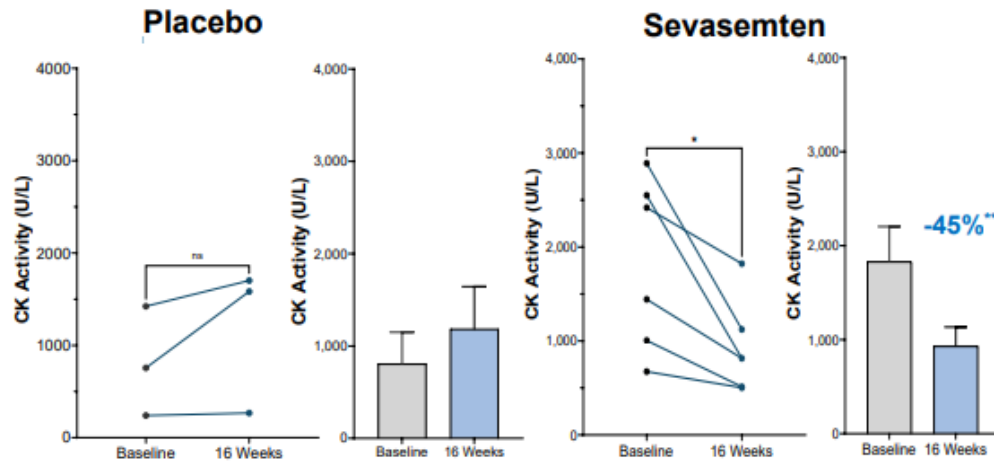 Placebo
Sevasemten
CK Activity (U/L)
4000
3000
2000
1000
0
ns
Baseline
16 Weeks
CK Activity (U/L)
4,000
3,000
2,000
1,000
0
Baseline
16 Weeks
CK Activity (U/L)
4,000
3,000
2,000
1,000
0
*
Baseline
16 Weeks
CK Activity (U/L)
4,000
3,000
2,000
1,000
0
-45%**
Baseline
16 Weeks